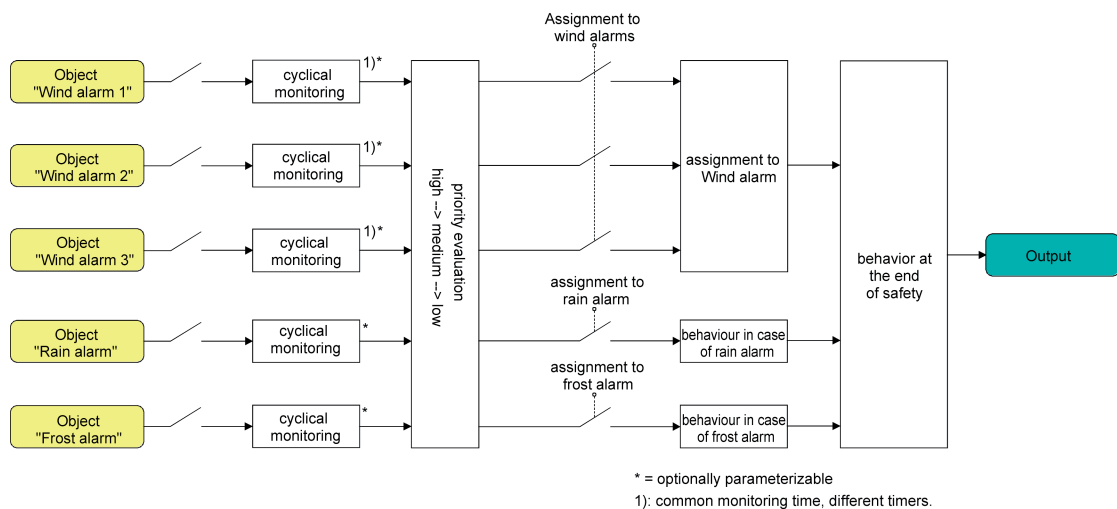 Assignment to
wind alarms
Object
"Wind alarm 1"
cyclical
monitoring
1)*
Object
"Wind alarm 2"
cyclical
monitoring
1)*
Object
"Wind alarm 3"
cyclical
monitoring
1)*
Object
"Rain alarm"
cyclical
monitoring
*
Object
"Frost alarm"
cyclical
monitoring
*
priority evaluation
high --> medium --> low
assignment to
Wind alarm
assignment to
rain alarm
behaviour in case
of rain alarm
assignment to
frost alarm
behaviour in case
of frost alarm
behavior at
the end
of safety
Output
* = optionally parameterizable
1): common monitoring time, different timers.